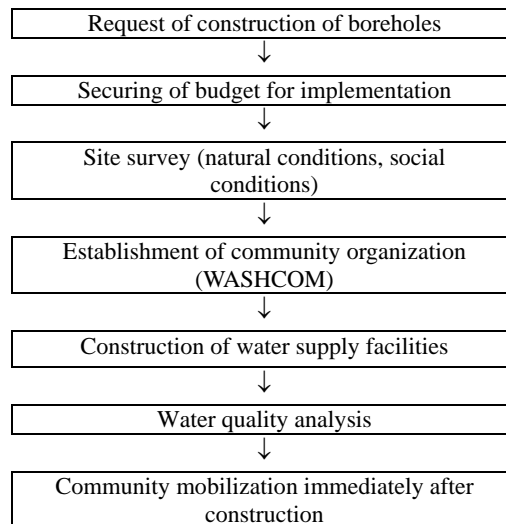 Request of construction of boreholes
↓
Securing of budget for implementation
↓
Site survey (natural conditions, social
conditions)
↓
Establishment of community organization
(WASHCOM)
↓
Construction of water supply facilities
↓
Water quality analysis
↓
Community mobilization immediately after
construction